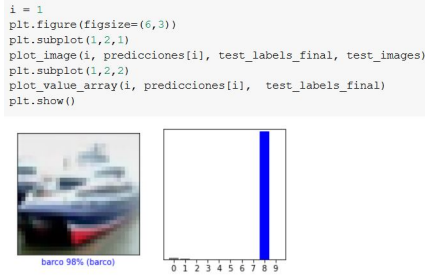 i = 1
plt.figure(figsize=(6,3))
plt.subplot(1,2,1)
plot_image(i, predicciones[i], test_labels_final, test_images)
plt.subplot(1,2,2)
plot_value_array(i, predicciones[i],  test_labels_final)
plt.show()
barco 98% (barco)
0 1 2 3 4 5 6 7 8 9